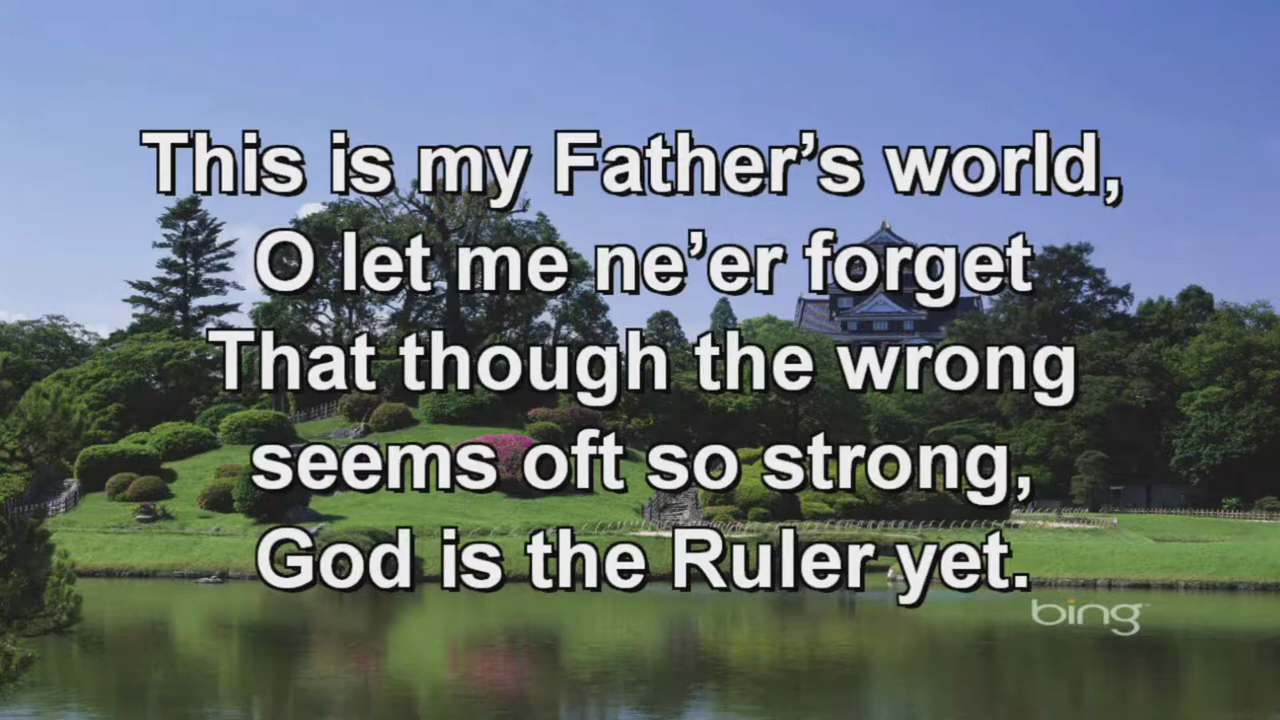 This is my Father’s world,
O let me ne’er forget
That though the wrong
seems oft so strong,
God is the Ruler yet.
bing